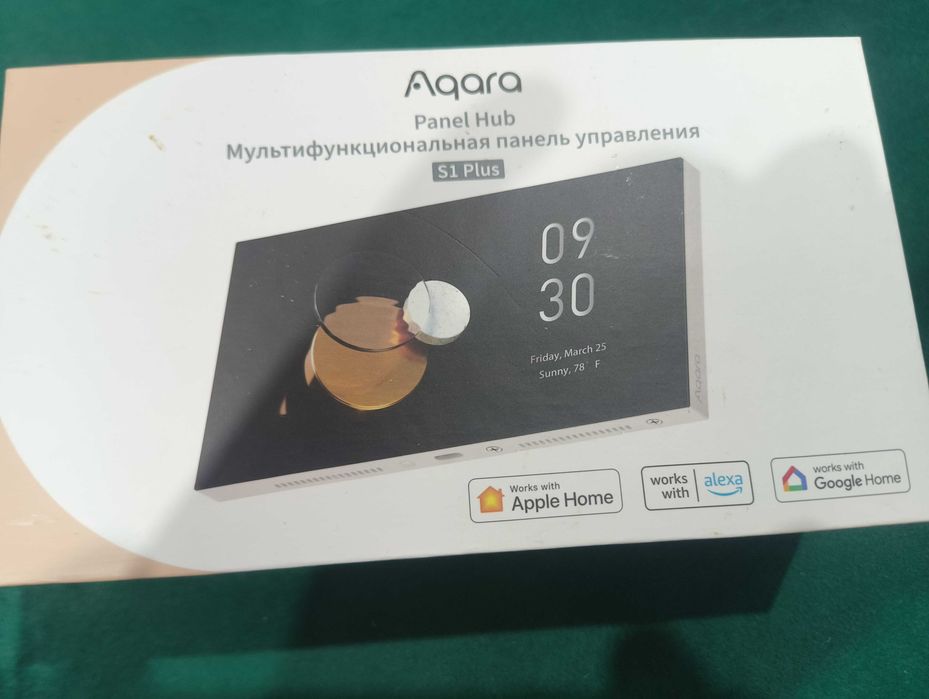 Aqara
Panel Hub
Мультифункциональная панель управления
S1 Plus
09
30
Friday, March 25
Sunny, 78° F
Aqara
Works with
Apple Home
works
with
alexa
works with
Google Home